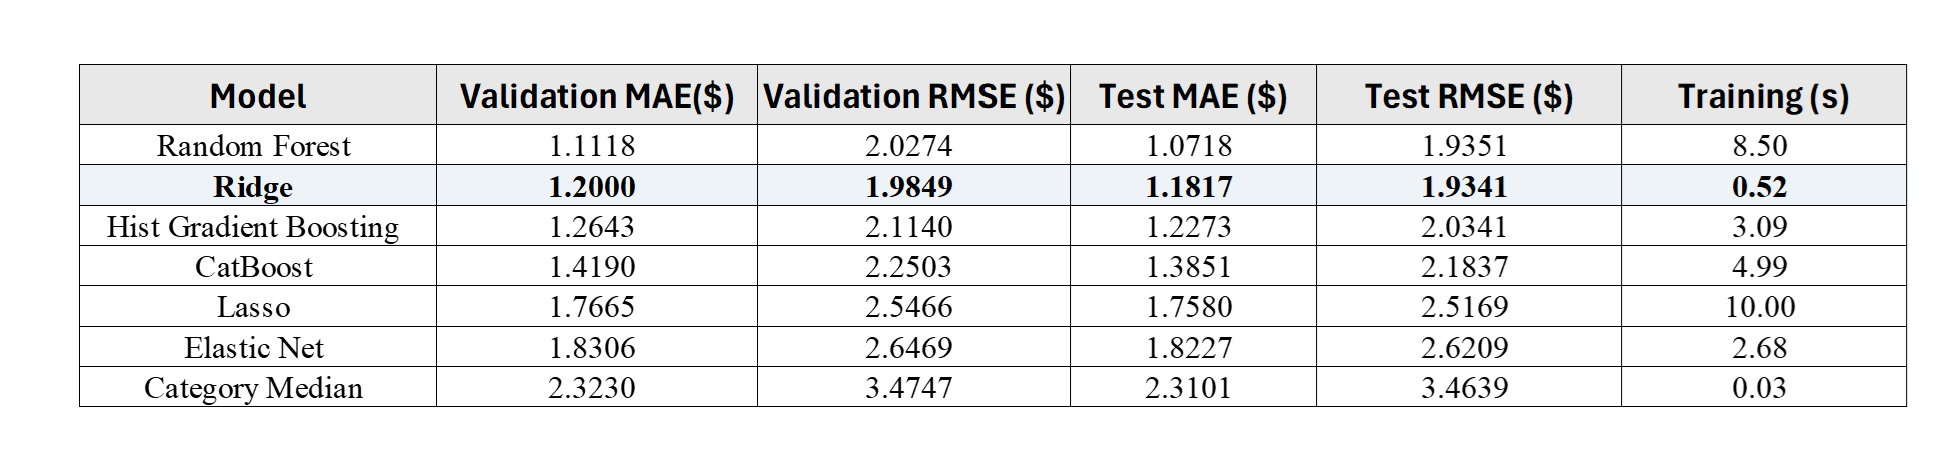 Model Validation MAE($) Validation RMSE ($) Test MAE ($) Test RMSE ($) Training (s)
Random Forest 1.1118 2.0274 1.0718 1.9351 8.50
Ridge 1.2000 1.9849 1.1817 1.9341 0.52
Hist Gradient Boosting 1.2643 2.1140 1.2273 2.0341 3.09
CatBoost 1.4190 2.2503 1.3851 2.1837 4.99
Lasso 1.7665 2.5466 1.7580 2.5169 10.00
Elastic Net 1.8306 2.6469 1.8227 2.6209 2.68
Category Median 2.3230 3.4747 2.3101 3.4639 0.03